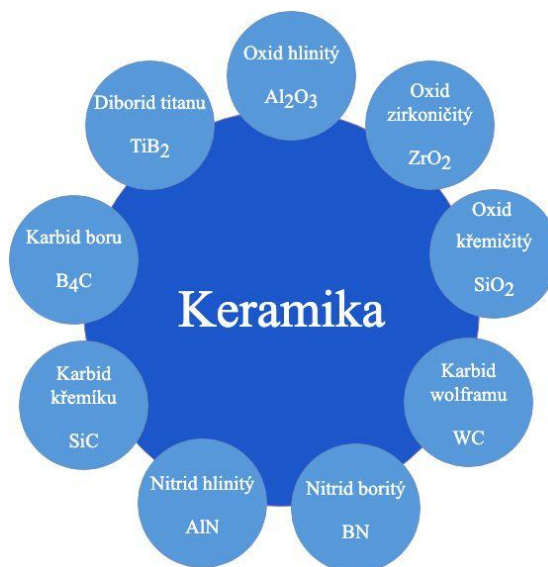 Oxid hlinitý
Al2O3
Oxid
zirkoničitý
ZrO2
Oxid
křemičitý
SiO2
Karbid
wolframu
WC
Nitrid boritý
BN
Nitrid hlinitý
AlN
Karbid
křemíku
SiC
Karbid boru
B4C
Diborid titanu
TiB2
Keramika